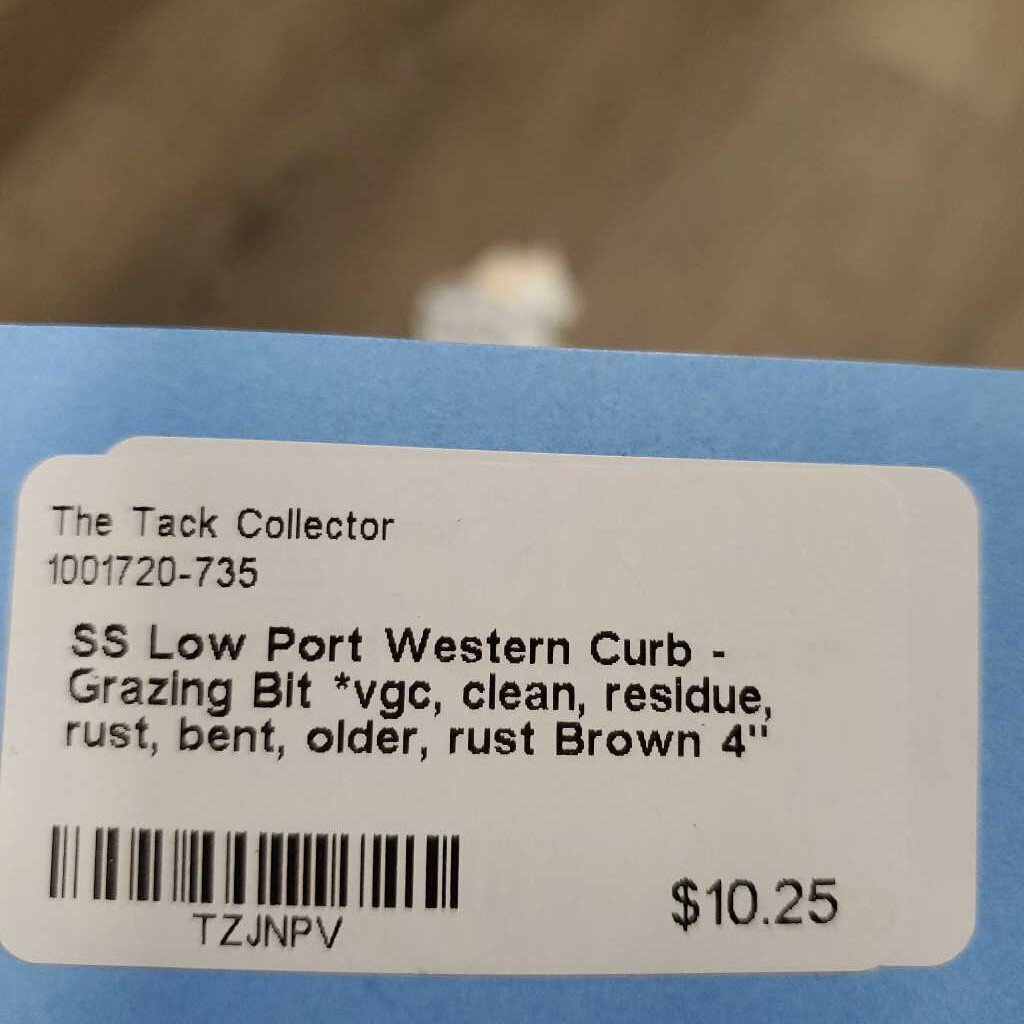 The Tack Collector
1001720-735
SS Low Port Western Curb -
Grazing Bit *vgc, clean, residue,
rust, bent, older, rust Brown 4"
TZJNPV
$10.25